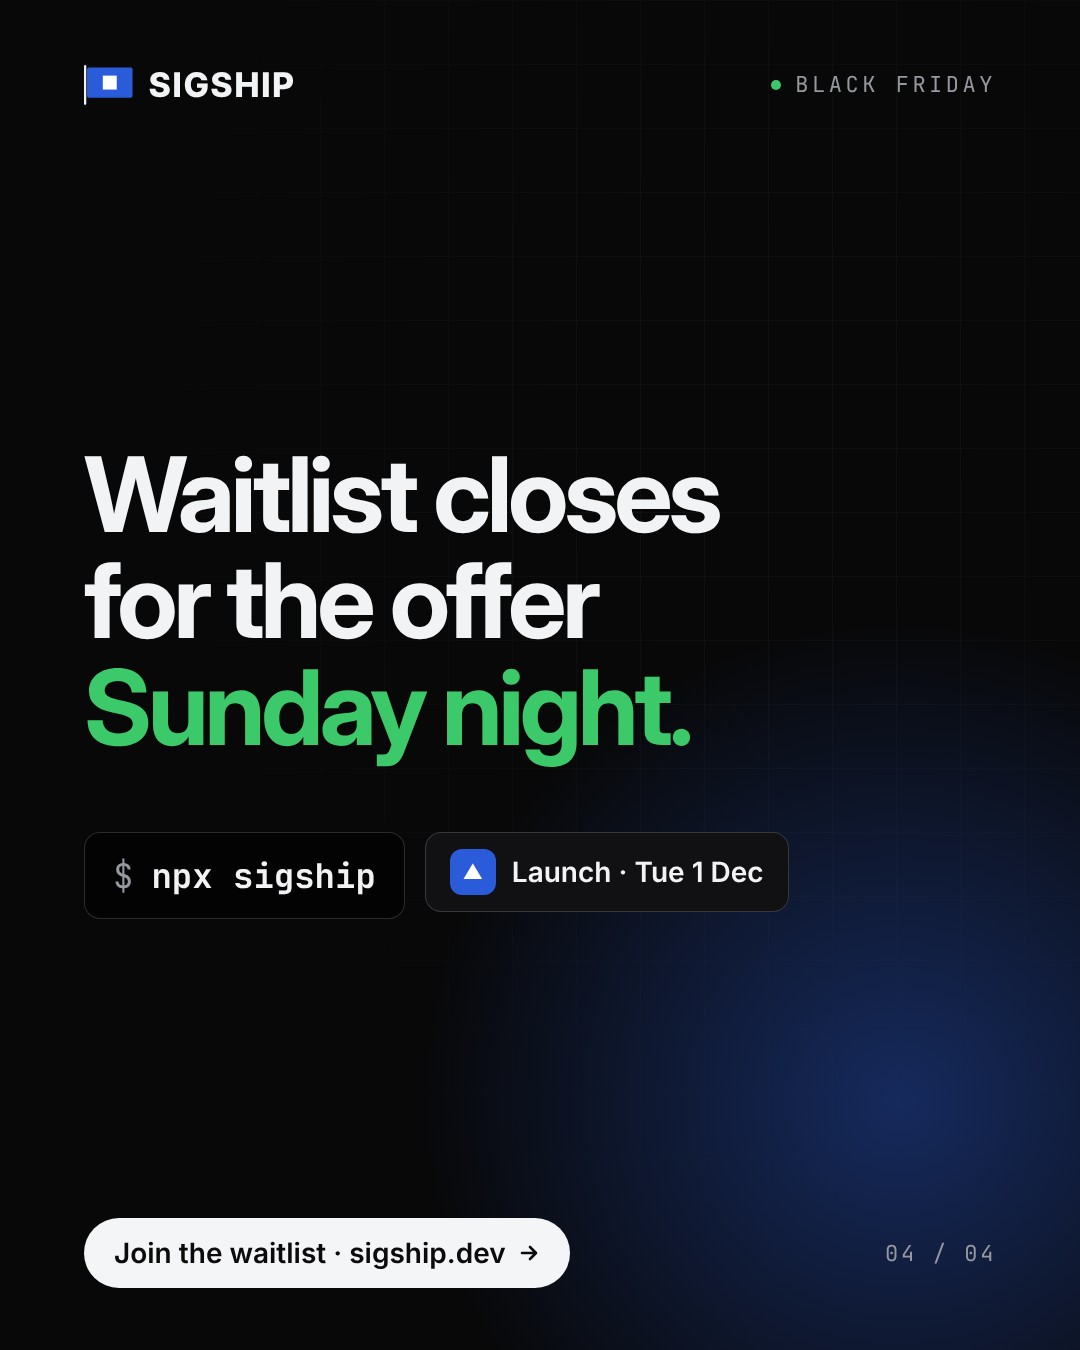 SIGSHIP
BLACK FRIDAY
Waitlist closes
for the offer
Sunday night.
$ npx sigship
Launch · Tue 1 Dec
Join the waitlist · sigship.dev →
04 / 04